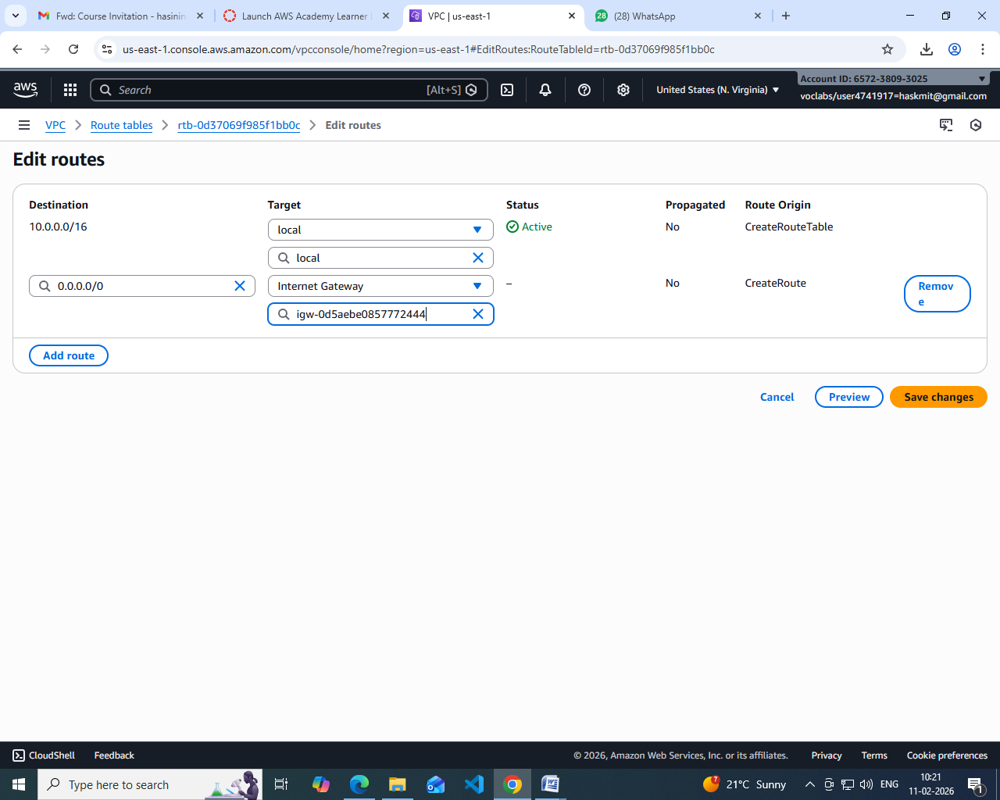 Fwd: Course Invitation - hasinin
Launch AWS Academy Learner L
VPC | us-east-1
28
(28) WhatsApp
us-east-1.console.aws.amazon.com/vpcconsole/home?region=us-east-1#EditRoutes:RouteTableId=rtb-0d37069f985f1bb0c
aws
Search
[Alt+S]
United States (N. Virginia)
Account ID: 6572-3809-3025
voclabs/user4741917=haskmit@gmail.com
VPC
Route tables
rtb-0d37069f985f1bb0c
Edit routes
Edit routes
Destination
Target
Status
Propagated
Route Origin
10.0.0.0/16
local
Active
No
CreateRouteTable
local
0.0.0.0/0
Internet Gateway
–
No
CreateRoute
Remov
e
igw-0d5aebe0857772444
Add route
Cancel
Preview
Save changes
CloudShell
Feedback
© 2026, Amazon Web Services, Inc. or its affiliates.
Privacy
Terms
Cookie preferences
Type here to search
7
21°C Sunny
ENG
10:21
11-02-2026
1